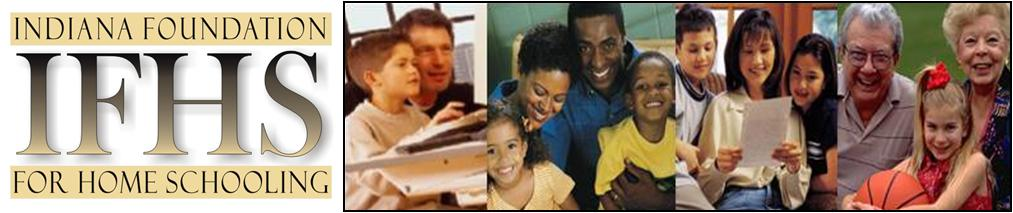 INDIANA FOUNDATION
IFHS
FOR HOME SCHOOLING